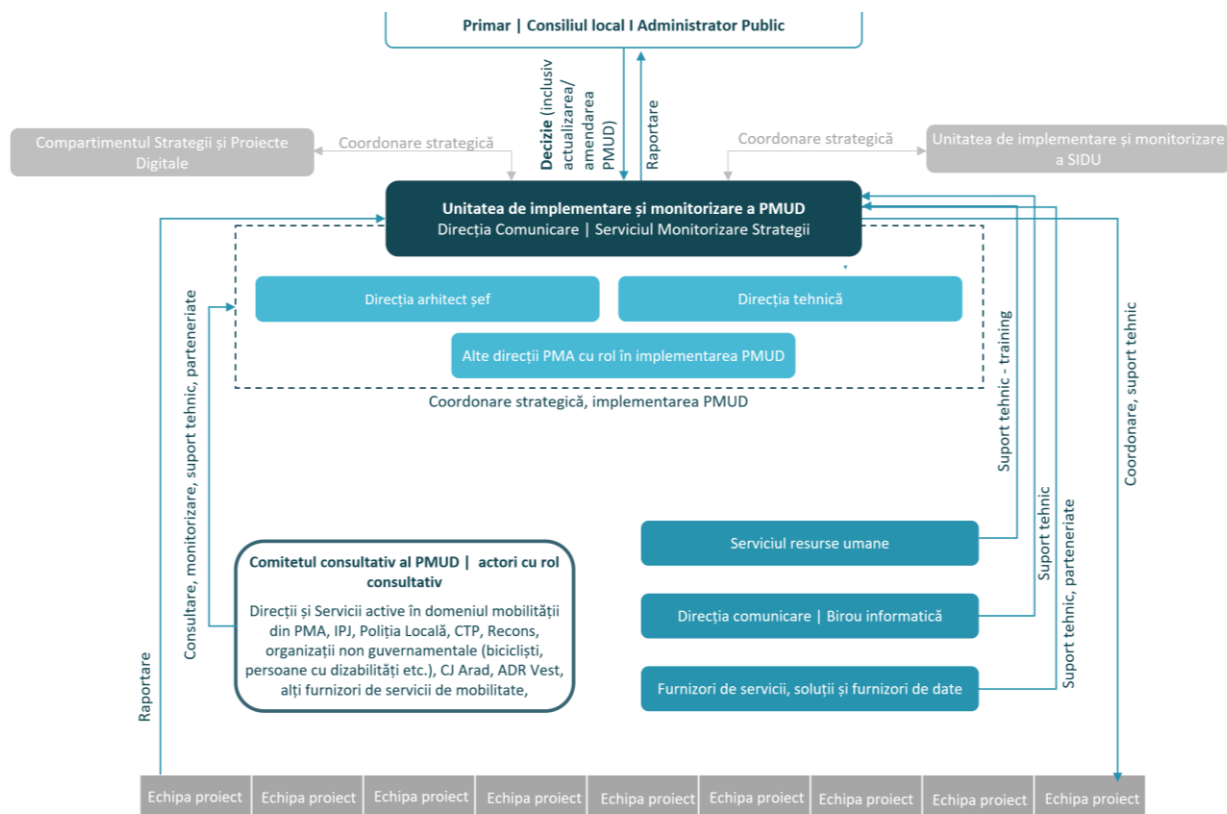 Primar | Consiliul local I Administrator Public
Decizie (inclusiv
actualizarea/
amendarea
PMUD)
Raportare
Compartimentul Strategii și Proiecte
Digitale
Coordonare strategică
Coordonare strategică
Unitatea de implementare și monitorizare
a SIDU
Unitatea de implementare și monitorizare a PMUD
Direcția Comunicare | Serviciul Monitorizare Strategii
Direcția arhitect șef
Direcția tehnică
Alte direcții PMA cu rol în implementarea PMUD
Coordonare strategică, implementarea PMUD
Raportare
Consultare, monitorizare, suport tehnic, parteneriate
Comitetul consultativ al PMUD | actori cu rol
consultativ
Direcții și Servicii active în domeniul mobilității
din PMA, IPJ, Poliția Locală, CTP, Recons,
organizații non guvernamentale (bicicliști,
persoane cu dizabilități etc.), CJ Arad, ADR Vest,
alți furnizori de servicii de mobilitate,
Serviciul resurse umane
Direcția comunicare | Birou informatică
Furnizori de servicii, soluții și furnizori de date
Suport tehnic - training
Suport tehnic
Suport tehnic, parteneriate
Coordonare, suport tehnic
Echipa proiect
Echipa proiect
Echipa proiect
Echipa proiect
Echipa proiect
Echipa proiect
Echipa proiect
Echipa proiect
Echipa proiect